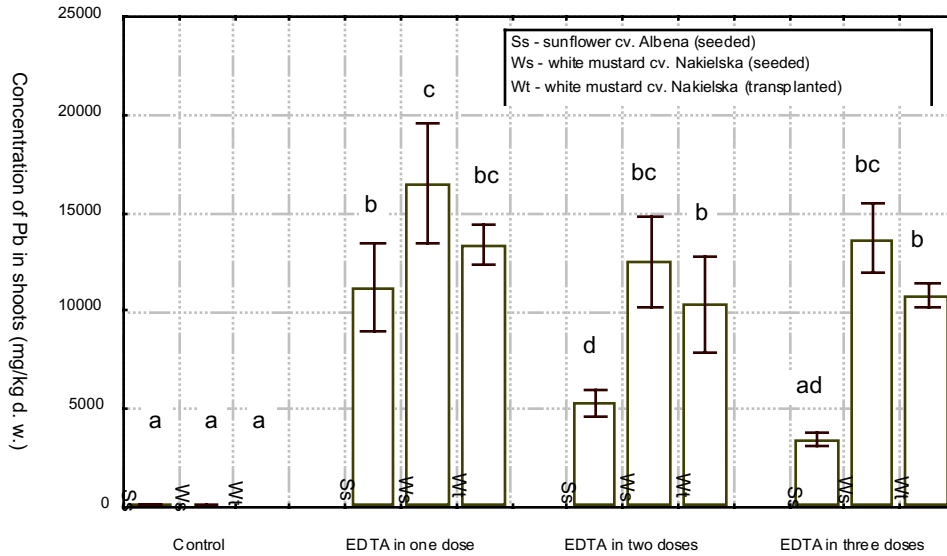 Concentration of Pb in shoots (mg/kg d. w.)
25000
20000
15000
10000
5000
0
Ss - sunflower cv. Albena (seeded)
Ws - white mustard cv. Nakielska (seeded)
Wt - white mustard cv. Nakielska (transplanted)
a a a
b c bc
d bc b
ad bc b
Ss Ws Wt
Ss Ws Wt
Ss Ws Wt
Ss Ws Wt
Control EDTA in one dose EDTA in two doses EDTA in three doses